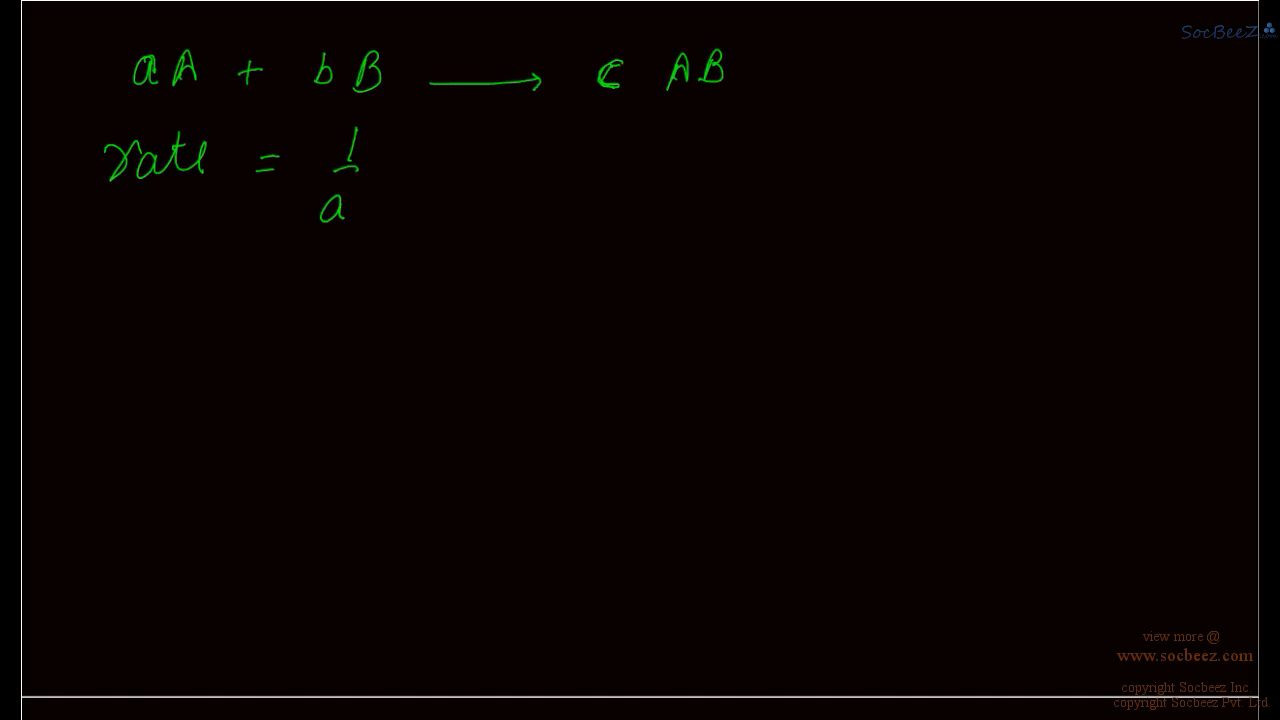 SocBeeZ
aA + bB ⟶ c AB
rate = 1/a
view more @
www.socbeez.com
copyright Socbeez Inc.
copyright Socbeez Pvt. Ltd.